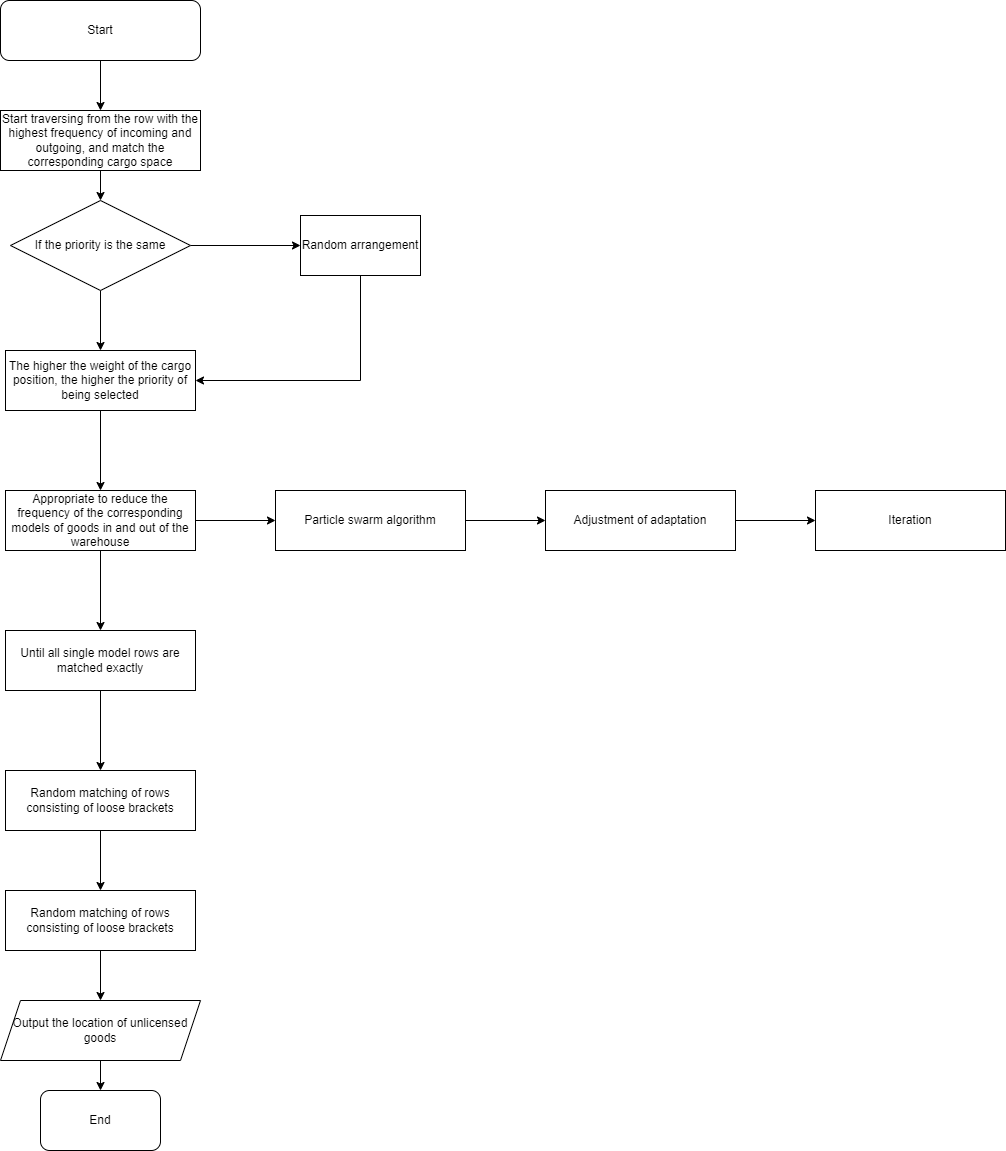 Start
Start traversing from the row with the
highest frequency of incoming and
outgoing, and match the
corresponding cargo space
If the priority is the same
Random arrangement
The higher the weight of the cargo
position, the higher the priority of
being selected
Appropriate to reduce the
frequency of the corresponding
models of goods in and out of the
warehouse
Particle swarm algorithm
Adjustment of adaptation
Iteration
Until all single model rows are
matched exactly
Random matching of rows
consisting of loose brackets
Random matching of rows
consisting of loose brackets
Output the location of unlicensed
goods
End